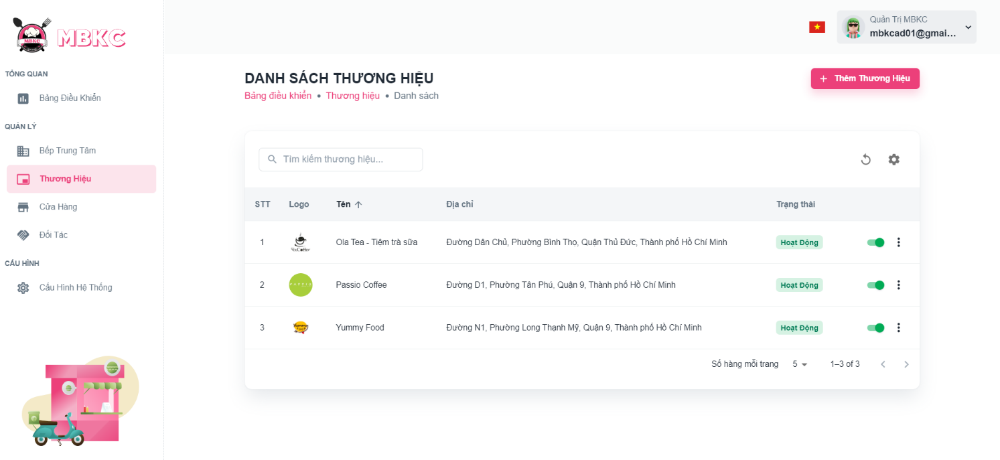 MBKC
MBKC
Quản Trị MBKC
mbkcad01@gmai...
TỔNG QUAN
Bảng Điều Khiển
QUẢN LÝ
Bếp Trung Tâm
Thương Hiệu
Cửa Hàng
Đối Tác
CẤU HÌNH
Cấu Hình Hệ Thống
DANH SÁCH THƯƠNG HIỆU
Bảng điều khiển • Thương hiệu • Danh sách
+ Thêm Thương Hiệu
Tìm kiếm thương hiệu...
STT Logo Tên Địa chỉ Trạng thái
1 Ola Tea - Tiệm trà sữa Đường Dân Chủ, Phường Bình Thọ, Quận Thủ Đức, Thành phố Hồ Chí Minh Hoạt Động
2 PASSIO Passio Coffee Đường D1, Phường Tân Phú, Quận 9, Thành phố Hồ Chí Minh Hoạt Động
3 Yummy Food Đường N1, Phường Long Thạnh Mỹ, Quận 9, Thành phố Hồ Chí Minh Hoạt Động
Số hàng mỗi trang 5 1–3 of 3